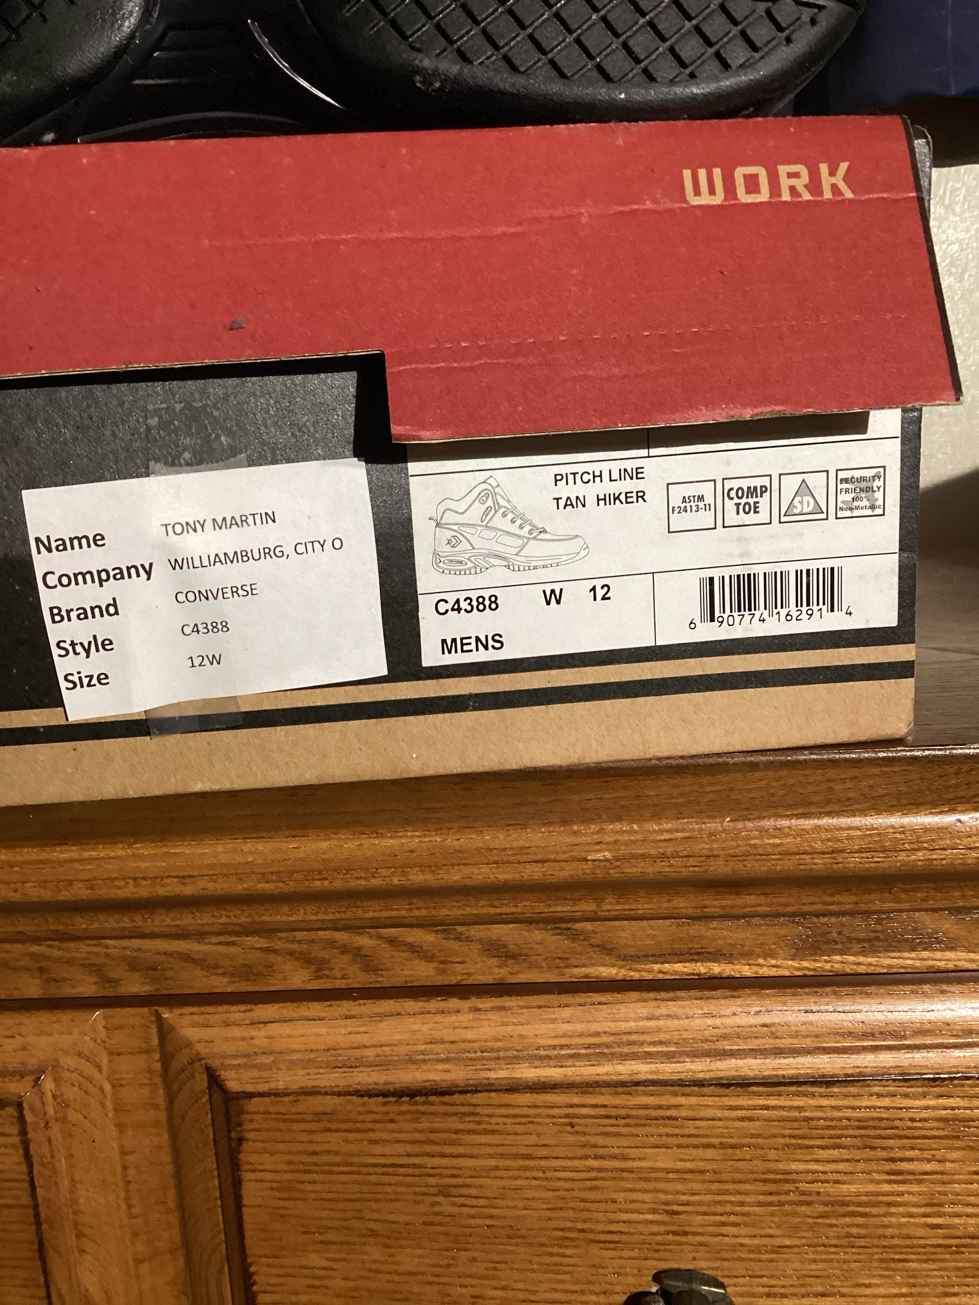 WORK
Name TONY MARTIN
Company WILLIAMBURG, CITY O
Brand CONVERSE
Style C4388
Size 12W
PITCH LINE
TAN HIKER
ASTM
F2413-11
COMP
TOE
SD
SECURITY
FRIENDLY
100%
Non-Metallic
C4388 W 12
MENS
6 90774 16291 4